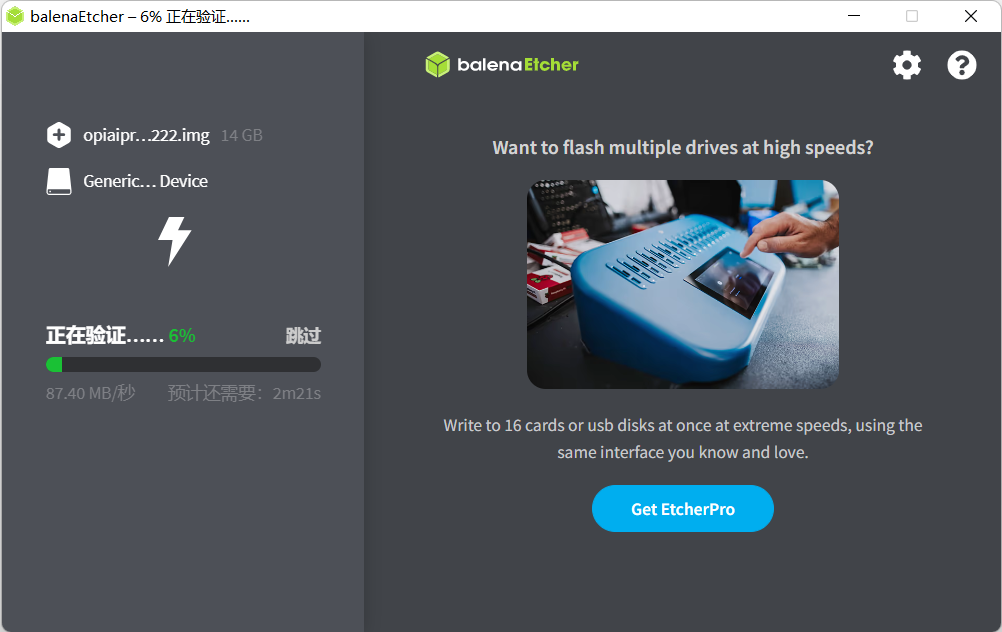 balenaEtcher – 6% 正在验证......
balenaEtcher
opiaipr…222.img 14 GB
Generic… Device
正在验证...... 6% 跳过
87.40 MB/秒 预计还需要：2m21s
Want to flash multiple drives at high speeds?
Write to 16 cards or usb disks at once at extreme speeds, using the
same interface you know and love.
Get EtcherPro